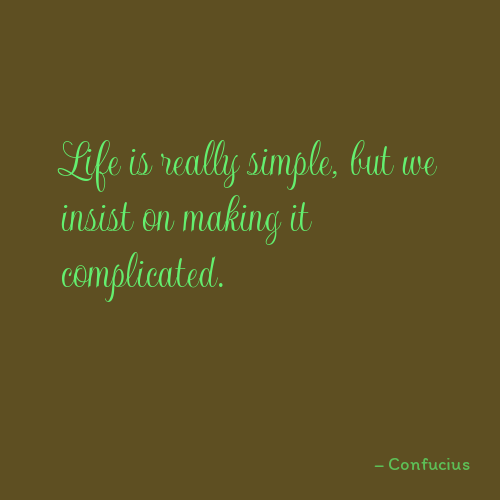 Life is really simple, but we
insist on making it
complicated.
– Confucius